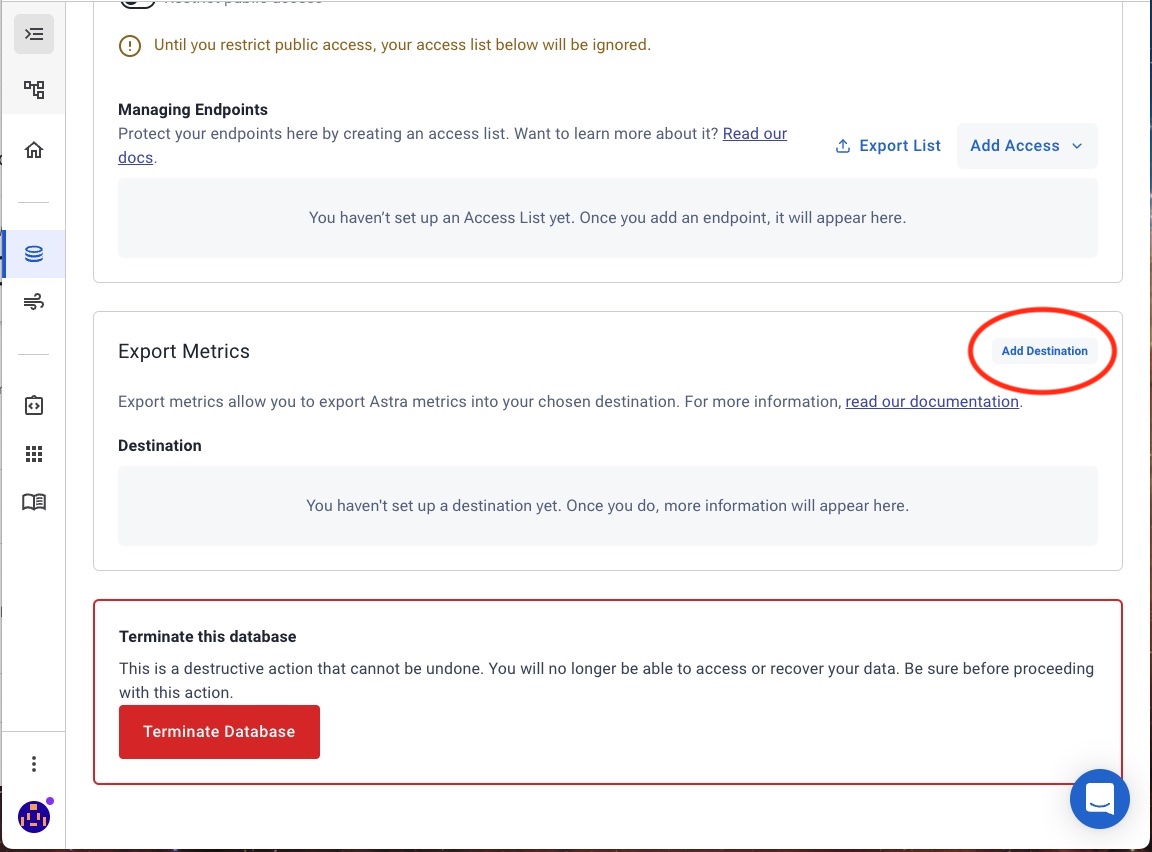 Restrict public access
Until you restrict public access, your access list below will be ignored.
Managing Endpoints
Protect your endpoints here by creating an access list. Want to learn more about it? Read our
docs.
Export List
Add Access
You haven’t set up an Access List yet. Once you add an endpoint, it will appear here.
Export Metrics
Add Destination
Export metrics allow you to export Astra metrics into your chosen destination. For more information, read our documentation.
Destination
You haven't set up a destination yet. Once you do, more information will appear here.
Terminate this database
This is a destructive action that cannot be undone. You will no longer be able to access or recover your data. Be sure before proceeding
with this action.
Terminate Database